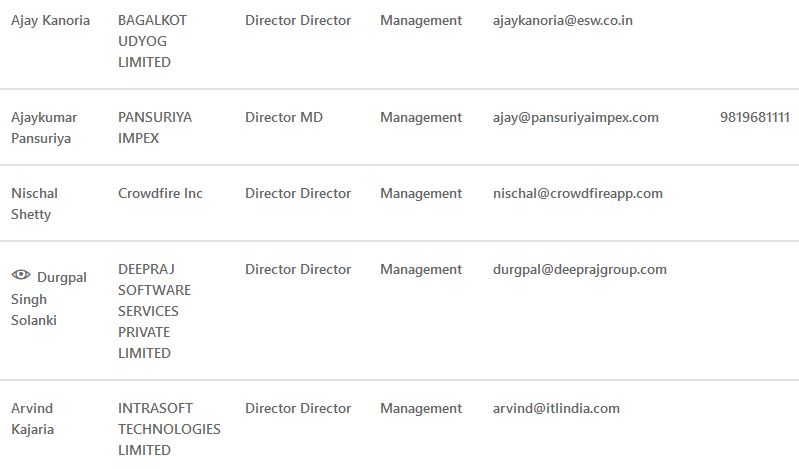 Ajay Kanoria BAGALKOT Director Director Management ajaykanoria@esw.co.in
UDYOG
LIMITED
Ajaykumar PANSURIYA Director MD Management ajay@pansuriyaimpex.com 9819681111
Pansuriya IMPEX
Nischal Crowdfire Inc Director Director Management nischal@crowdfireapp.com
Shetty
Durgpal DEEPRAJ Director Director Management durgpal@deeprajgroup.com
Singh SOFTWARE
Solanki SERVICES
PRIVATE
LIMITED
Arvind INTRASOFT Director Director Management arvind@itlindia.com
Kajaria TECHNOLOGIES
LIMITED